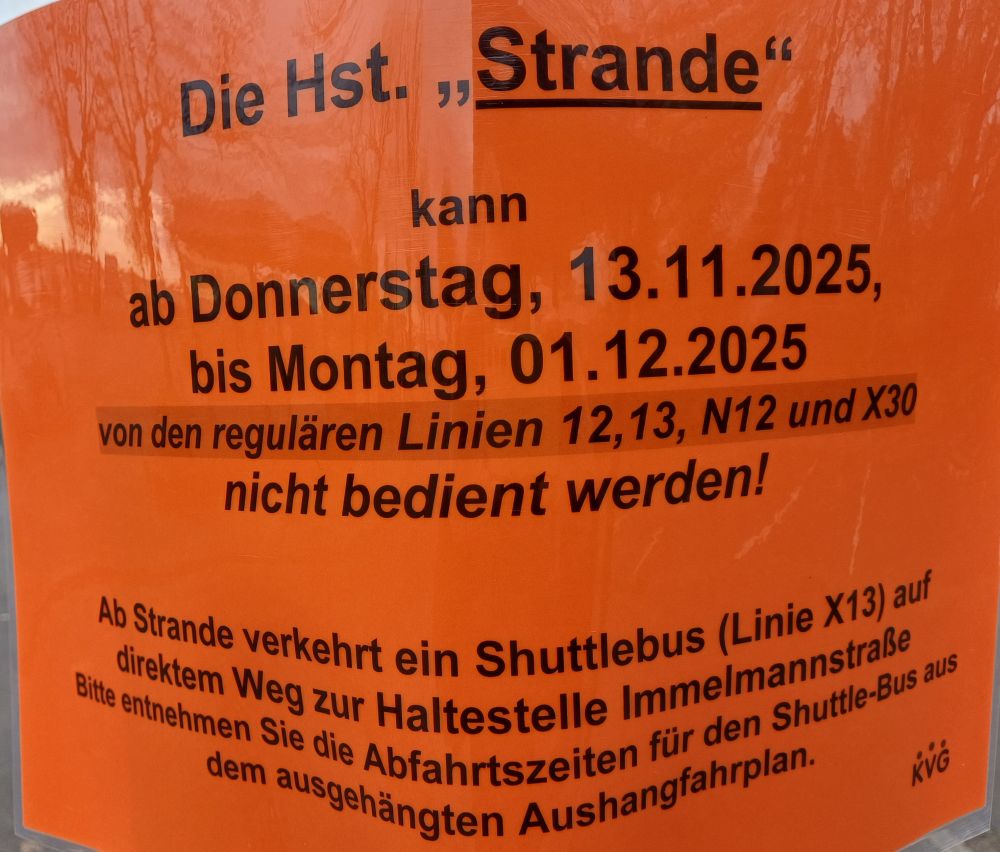 Die Hst. „Strande“
kann
ab Donnerstag, 13.11.2025,
bis Montag, 01.12.2025
von den regulären Linien 12,13, N12 und X30
nicht bedient werden!
Ab Strande verkehrt ein Shuttlebus (Linie X13) auf
direktem Weg zur Haltestelle Immelmannstraße
Bitte entnehmen Sie die Abfahrtszeiten für den Shuttle-Bus aus
dem ausgehängten Aushangfahrplan.
KVG